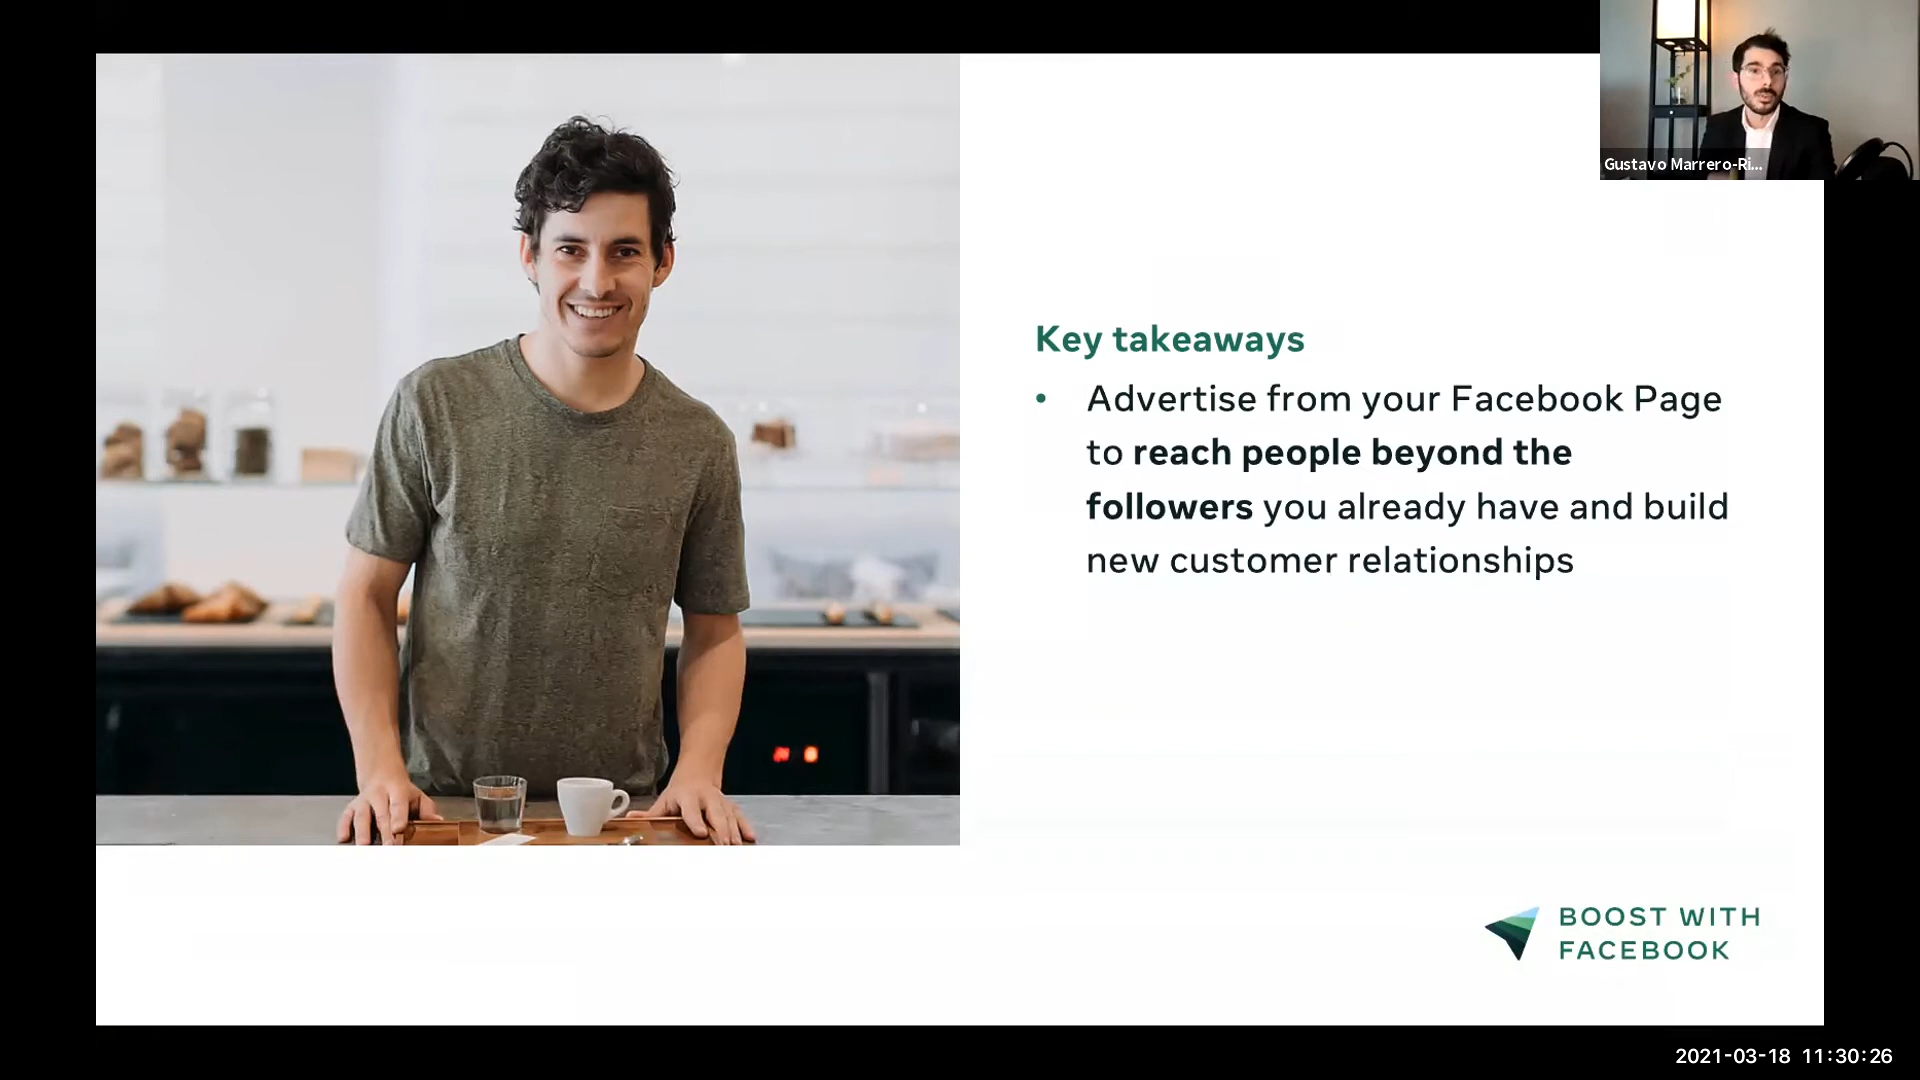 Gustavo Marrero-Ri...
Key takeaways
• Advertise from your Facebook Page
to reach people beyond the
followers you already have and build
new customer relationships
BOOST WITH
FACEBOOK
2021-03-18 11:30:26